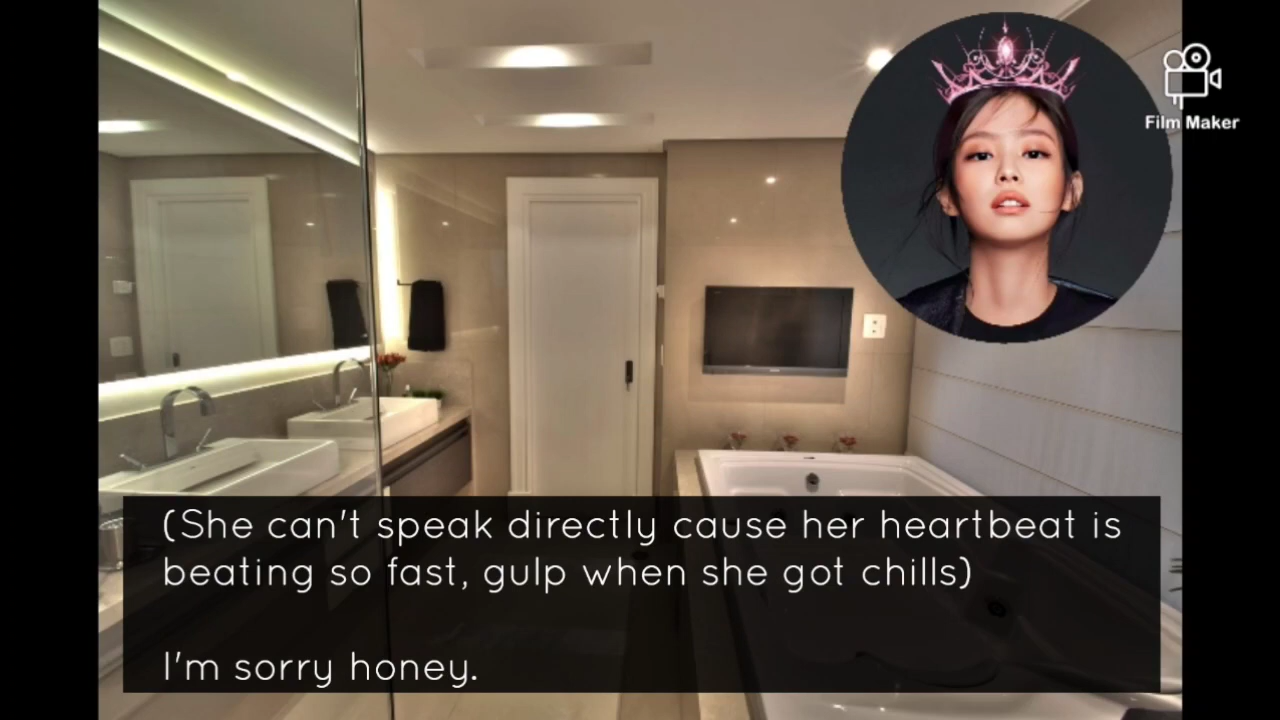 Film Maker
(She can't speak directly cause her heartbeat is
beating so fast, gulp when she got chills)
I'm sorry honey.